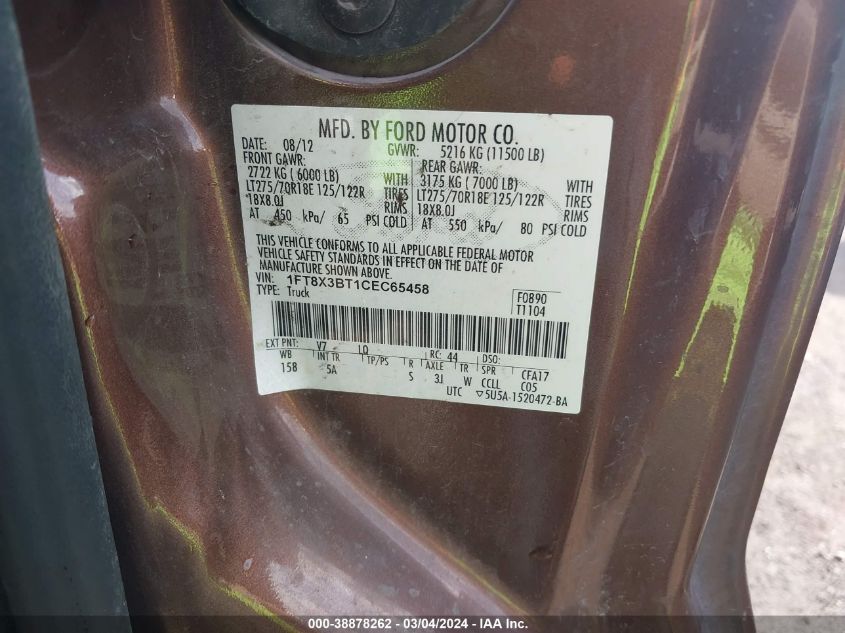 MFD. BY FORD MOTOR CO.
DATE: 08/12 GVWR: 5216 KG (11500 LB)
FRONT GAWR: REAR GAWR:
2722 KG ( 6000 LB) WITH 3175 KG ( 7000 LB) WITH
LT275/70R18E 125/122R TIRES LT275/70R18E 125/122R TIRES
18X8.0J RIMS 18X8.0J RIMS
AT 450 kPa/ 65 PSI COLD AT 550 kPa/ 80 PSI COLD
THIS VEHICLE CONFORMS TO ALL APPLICABLE FEDERAL MOTOR
VEHICLE SAFETY STANDARDS IN EFFECT ON THE DATE OF
MANUFACTURE SHOWN ABOVE.
VIN: 1FT8X3BT1CEC65458
TYPE: Truck
F0890
T1104
EXT PNT: V7 LQ RC: 44 DSO:
WB INT TR TP/PS R AXLE TR SPR CFA17
158 5A S 3J W CCLL C05
UTC ▽5U5A-1520472-BA
000-38878262 - 03/04/2024 - IAA Inc.